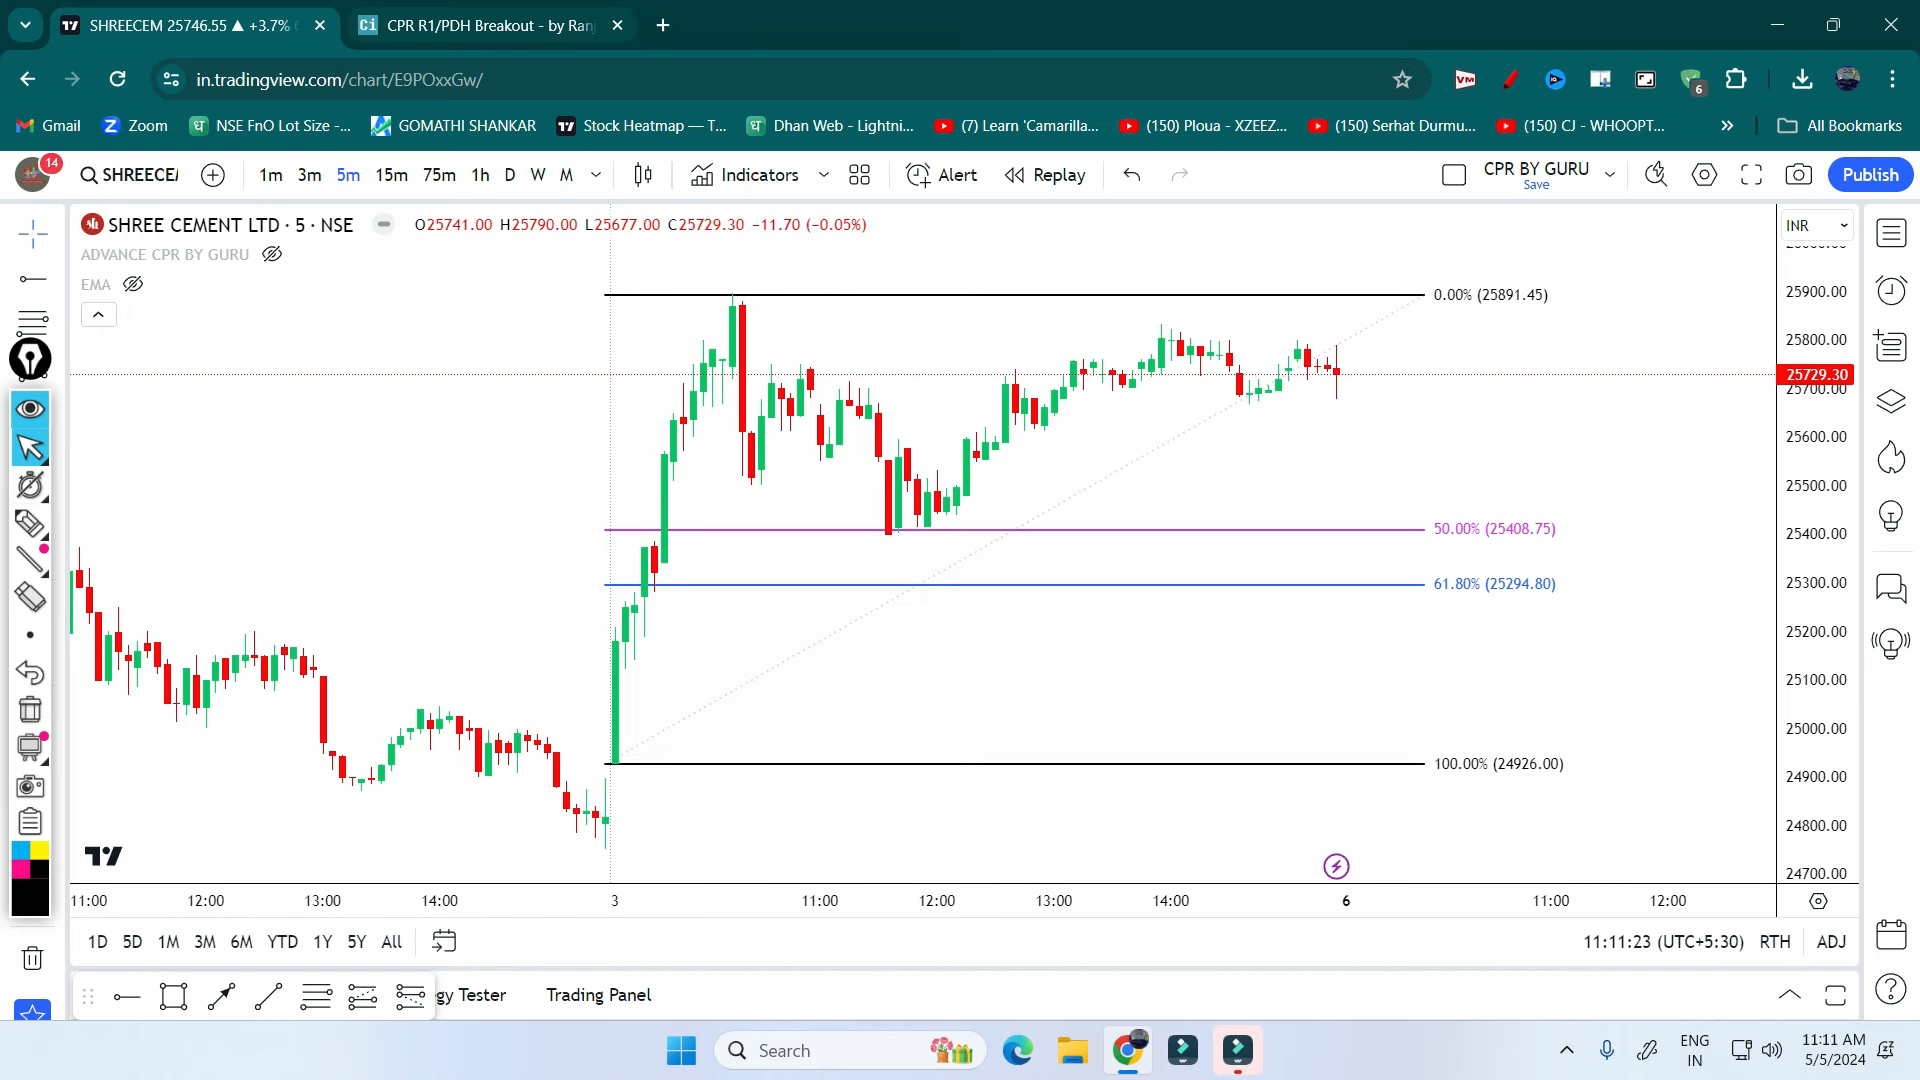 SHREECEM 25746.55 ▲ +3.7%
Ci CPR R1/PDH Breakout - by Ranj
in.tradingview.com/chart/E9POxxGw/
VM
6
Gmail
Zoom
NSE FnO Lot Size -...
GOMATHI SHANKAR
Stock Heatmap — T...
Dhan Web - Lightni...
(7) Learn 'Camarilla...
(150) Ploua - XZEEZ...
(150) Serhat Durmu...
(150) CJ - WHOOPT...
»
All Bookmarks
14
SHREECEM
1m 3m 5m 15m 75m 1h D W M
Indicators
Alert
Replay
CPR BY GURU
Save
Publish
SHREE CEMENT LTD · 5 · NSE
O25741.00 H25790.00 L25677.00 C25729.30 −11.70 (−0.05%)
INR
ADVANCE CPR BY GURU
EMA
0.00% (25891.45)
50.00% (25408.75)
61.80% (25294.80)
100.00% (24926.00)
25900.00
25800.00
25729.30
25700.00
25600.00
25500.00
25400.00
25300.00
25200.00
25100.00
25000.00
24900.00
24800.00
24700.00
11:00 12:00 13:00 14:00 3 11:00 12:00 13:00 14:00 6 11:00 12:00
1D 5D 1M 3M 6M YTD 1Y 5Y All
11:11:23 (UTC+5:30) RTH ADJ
gy Tester
Trading Panel
Search
ENG
IN
11:11 AM
5/5/2024